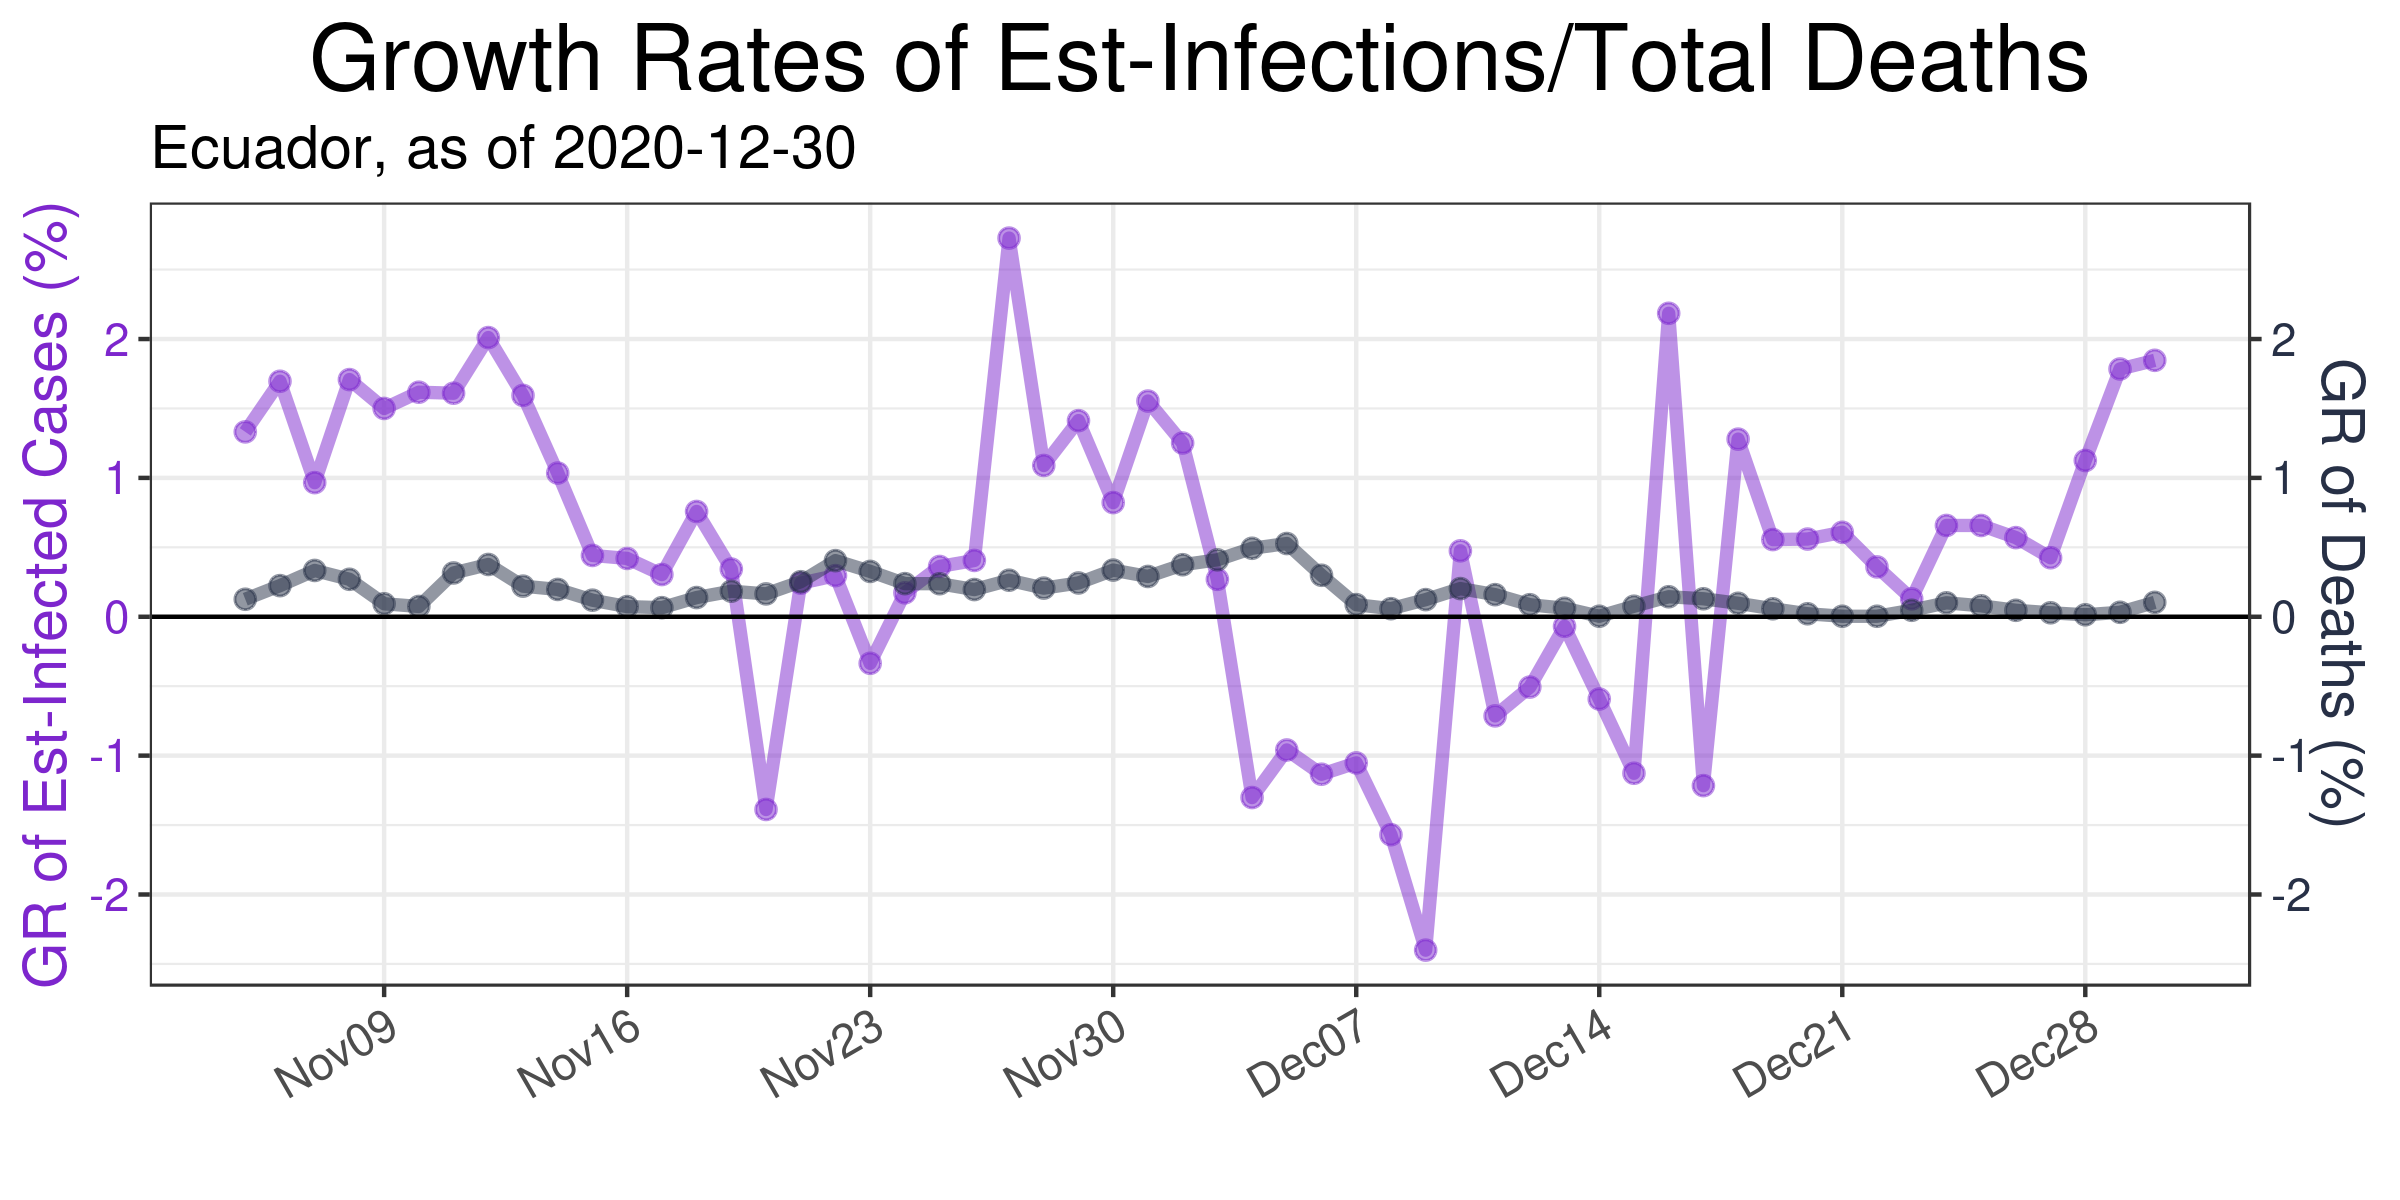 Growth Rates of Est-Infections/Total Deaths
Ecuador, as of 2020-12-30
GR of Est-Infected Cases (%)
2
1
0
-1
-2
2
1
0
-1
-2
GR of Deaths (%)
Nov09
Nov16
Nov23
Nov30
Dec07
Dec14
Dec21
Dec28